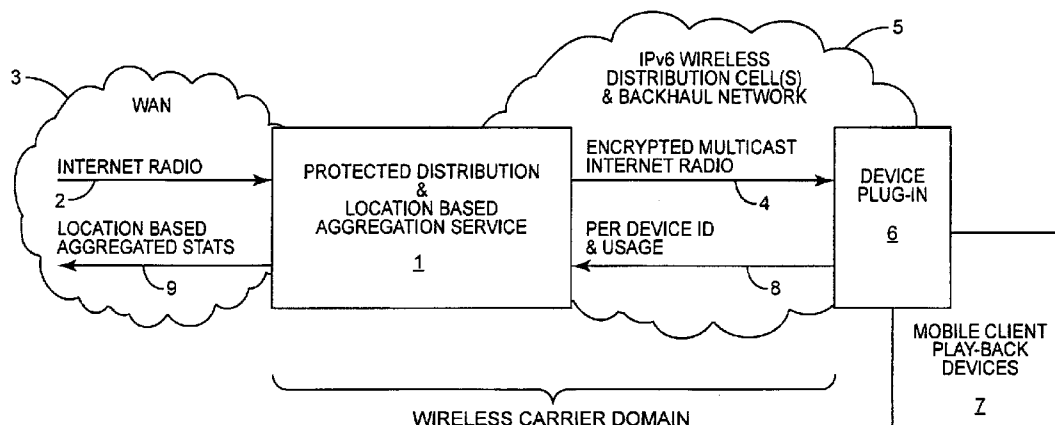 3
WAN
5
IPv6 WIRELESS
DISTRIBUTION CELL(S)
& BACKHAUL NETWORK
INTERNET RADIO
2
LOCATION BASED
AGGREGATED STATS
9
PROTECTED DISTRIBUTION
&
LOCATION BASED
AGGREGATION SERVICE
1
ENCRYPTED MULTICAST
INTERNET RADIO
4
PER DEVICE ID
& USAGE
8
DEVICE
PLUG-IN
6
MOBILE CLIENT
PLAY-BACK
DEVICES
7
WIRELESS CARRIER DOMAIN